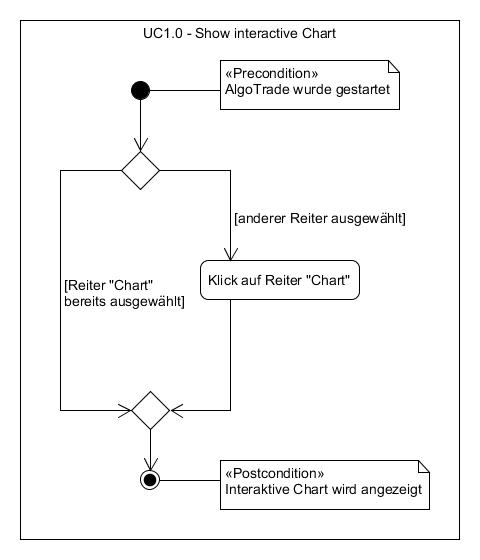 UC1.0 - Show interactive Chart
«Precondition»
AlgoTrade wurde gestartet
[anderer Reiter ausgewählt]
Klick auf Reiter "Chart"
[Reiter "Chart"
bereits ausgewählt]
«Postcondition»
Interaktive Chart wird angezeigt